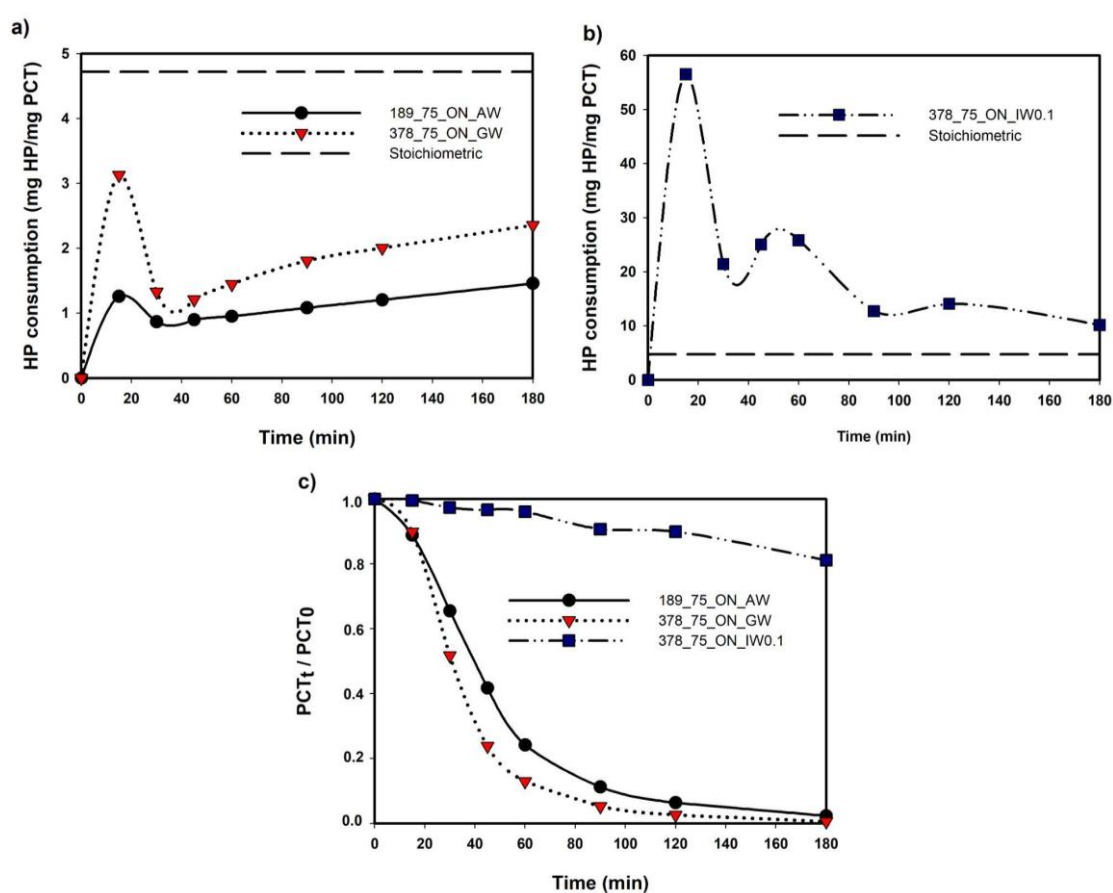 a)
HP consumption (mg HP/mg PCT)
5
4
3
2
1
0
189_75_ON_AW
378_75_ON_GW
Stoichiometric
0 20 40 60 80 100 120 140 160 180
Time (min)
b)
HP consumption (mg HP/mg PCT)
60
50
40
30
20
10
0
378_75_ON_IW0.1
Stoichiometric
0 20 40 60 80 100 120 140 160 180
Time (min)
c)
PCTt / PCT0
1.0
0.8
0.6
0.4
0.2
0.0
189_75_ON_AW
378_75_ON_GW
378_75_ON_IW0.1
0 20 40 60 80 100 120 140 160 180
Time (min)